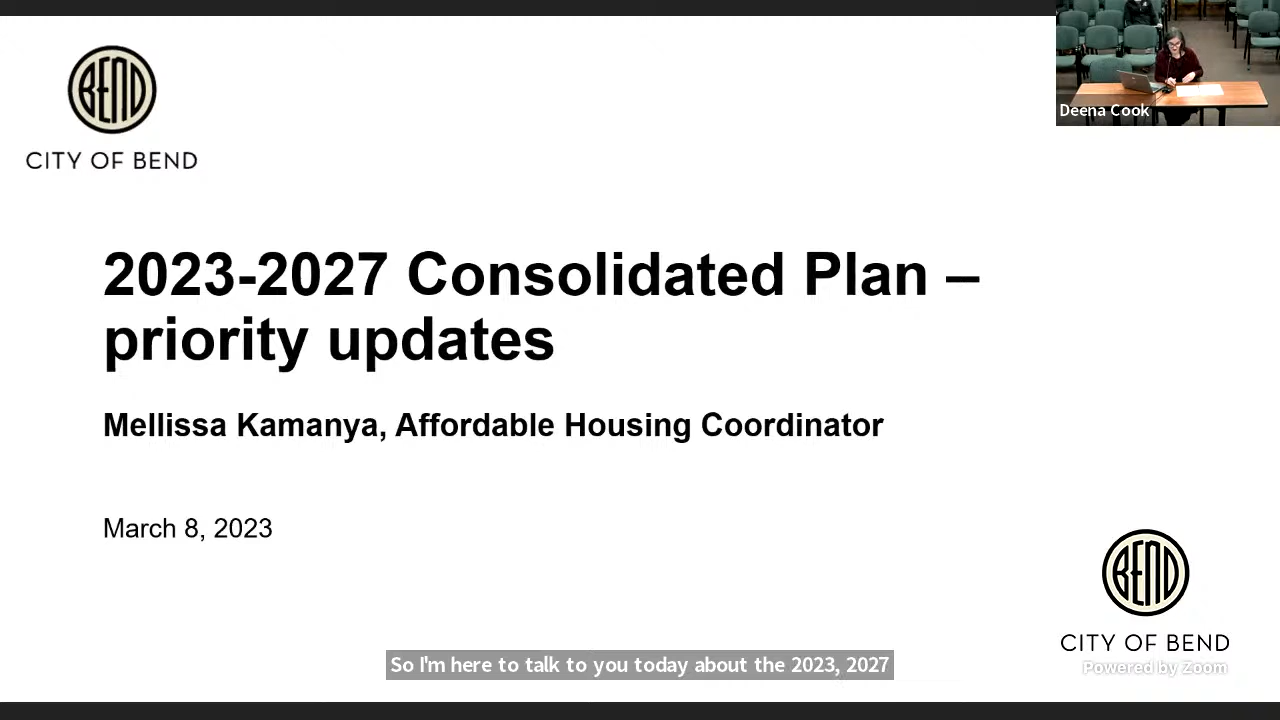 BEND
CITY OF BEND
Deena Cook
2023-2027 Consolidated Plan –
priority updates
Mellissa Kamanya, Affordable Housing Coordinator
March 8, 2023
BEND
CITY OF BEND
So I'm here to talk to you today about the 2023, 2027
Powered by Zoom